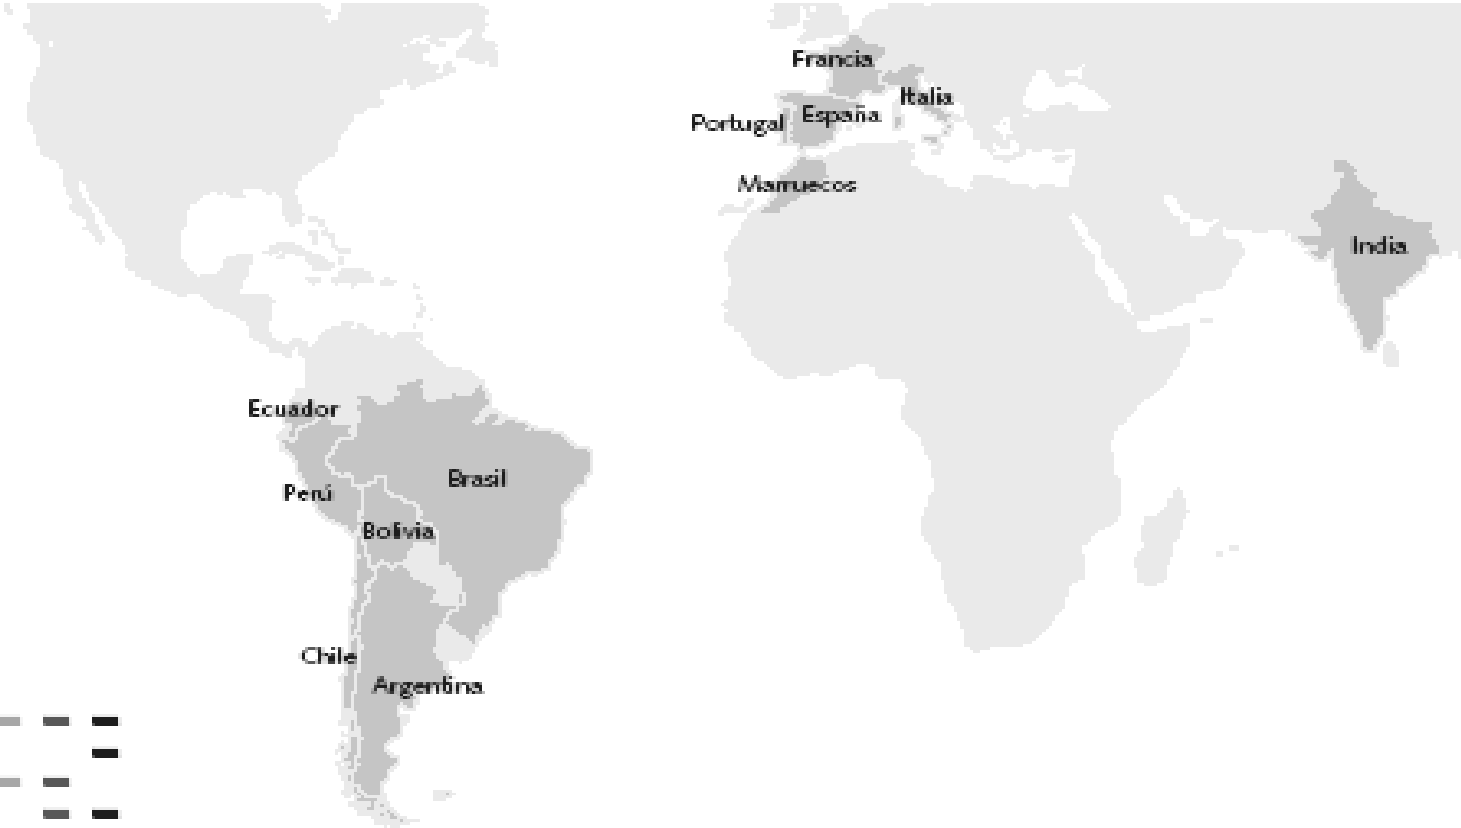 Francia
Italia
Portugal
España
Marruecos
India
Ecuador
Brasil
Perú
Bolivia
Chile
Argentina